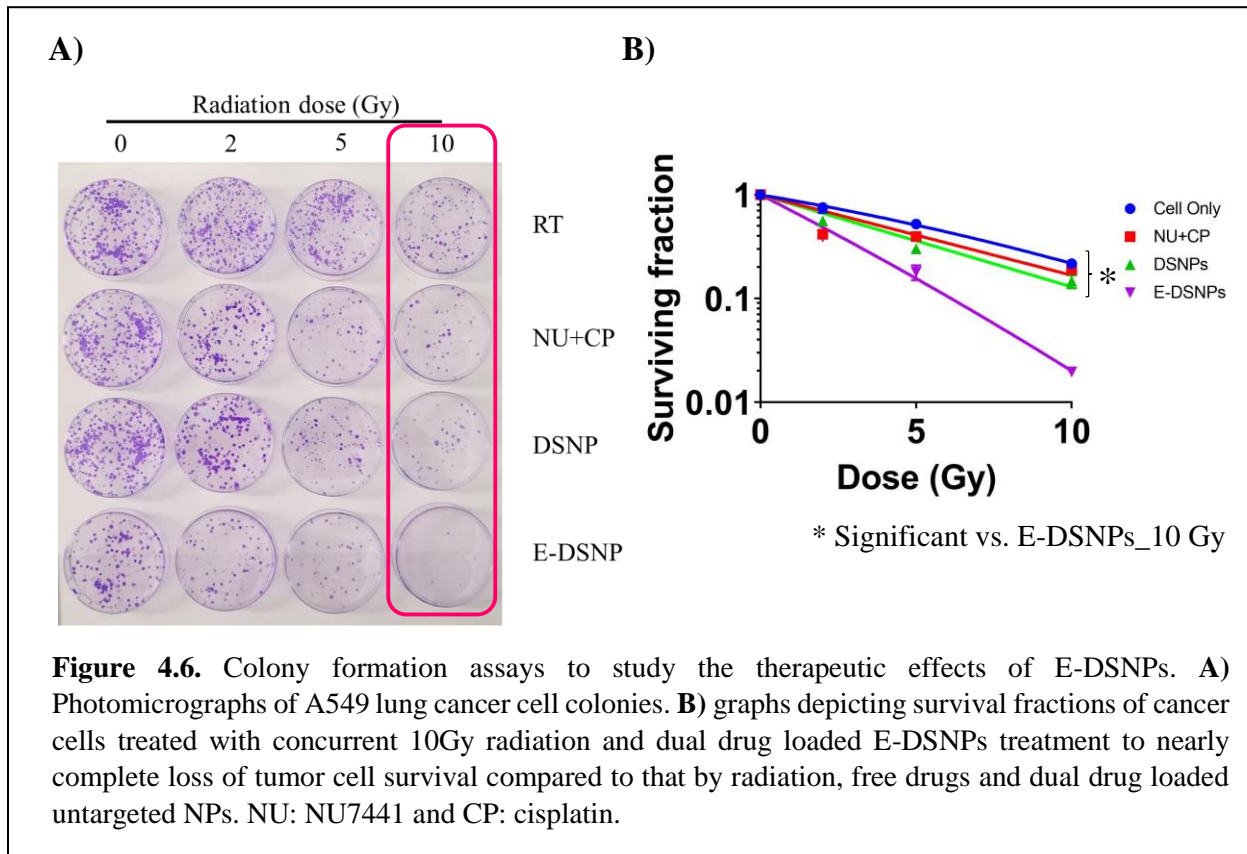 A)
Radiation dose (Gy)
0 2 5 10
RT
NU+CP
DSNP
E-DSNP
B)
Surviving fraction
1
0.1
0.01
0 5 10
Dose (Gy)
Cell Only
NU+CP
DSNPs
E-DSNPs
*
* Significant vs. E-DSNPs_10 Gy
Figure 4.6. Colony formation assays to study the therapeutic effects of E-DSNPs. A)
Photomicrographs of A549 lung cancer cell colonies. B) graphs depicting survival fractions of cancer
cells treated with concurrent 10Gy radiation and dual drug loaded E-DSNPs treatment to nearly
complete loss of tumor cell survival compared to that by radiation, free drugs and dual drug loaded
untargeted NPs. NU: NU7441 and CP: cisplatin.